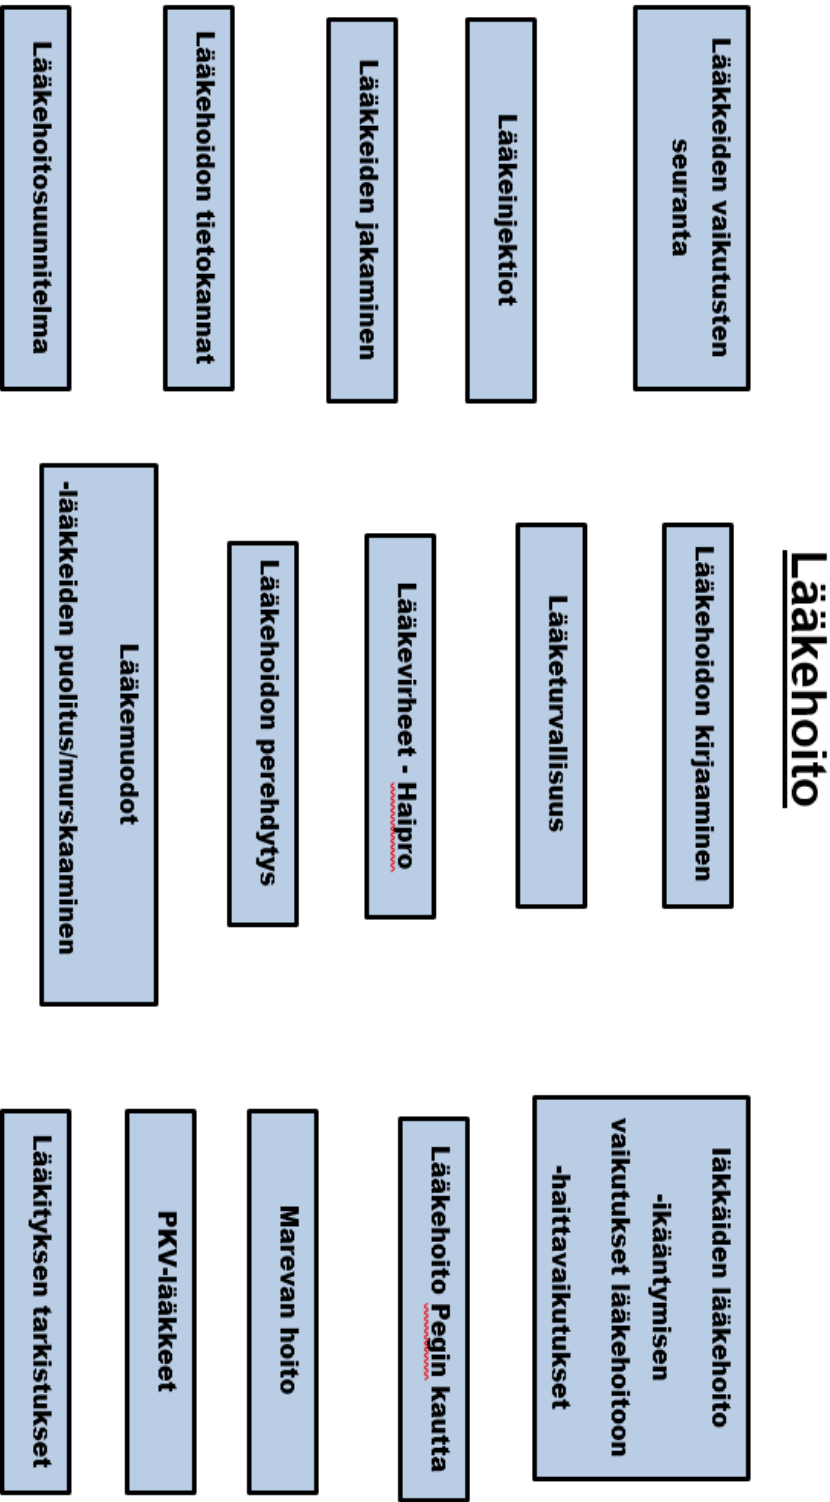 Lääkehoito
Lääkkeiden vaikutusten
seuranta
Lääkeinjektiot
Lääkkeiden jakaminen
Lääkehoidon tietokannat
Lääkehoitosuunnitelma
Lääkehoidon kirjaaminen
Lääketurvallisuus
Lääkevirheet - Haipro
Lääkehoidon perehdytys
Lääkemuodot
-lääkkeiden puolitus/murskaaminen
Iäkkäiden lääkehoito
-ikääntymisen
vaikutukset lääkehoitoon
-haittavaikutukset
Lääkehoito Pegin kautta
Marevan hoito
PKV-lääkkeet
Lääkityksen tarkistukset